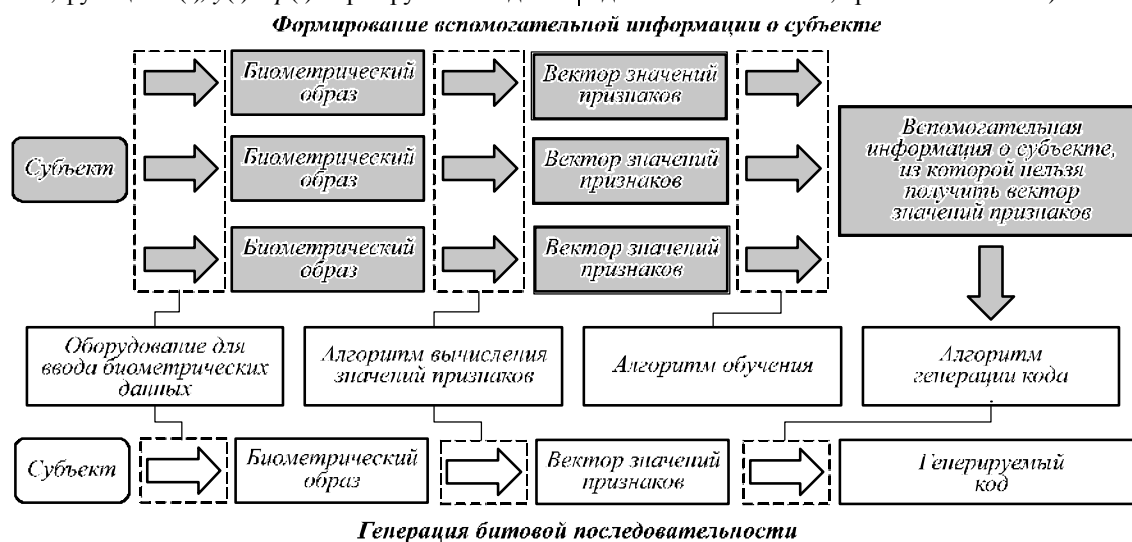 Формирование вспомогательной информации о субъекте
Биометрический
образ
Вектор значений
признаков
Субъект
Биометрический
образ
Вектор значений
признаков
Биометрический
образ
Вектор значений
признаков
Вспомогательная
информация о субъекте,
из которой нельзя
получить вектор
значений признаков
Оборудование для
ввода биометрических
данных
Алгоритм вычисления
значений признаков
Алгоритм обучения
Алгоритм
генерации кода
Субъект
Биометрический
образ
Вектор значений
признаков
Генерируемый
код
Генерация битовой последовательности